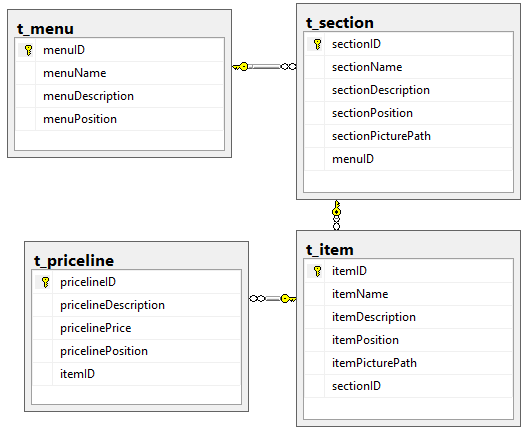 t_menu
menuID
menuName
menuDescription
menuPosition
t_section
sectionID
sectionName
sectionDescription
sectionPosition
sectionPicturePath
menuID
t_priceline
pricelineID
pricelineDescription
pricelinePrice
pricelinePosition
itemID
t_item
itemID
itemName
itemDescription
itemPosition
itemPicturePath
sectionID